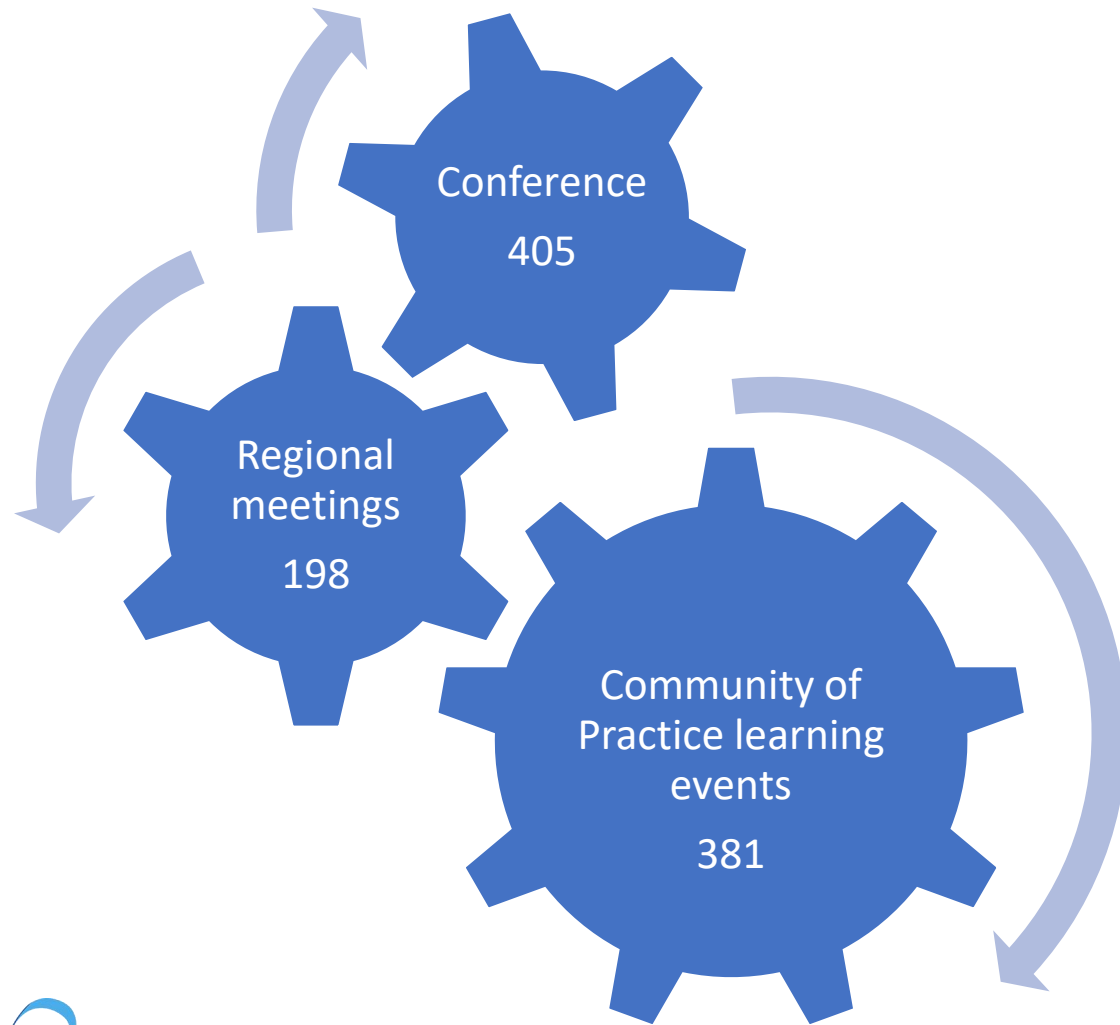 Conference
405
Regional
meetings
198
Community of
Practice learning
events
381